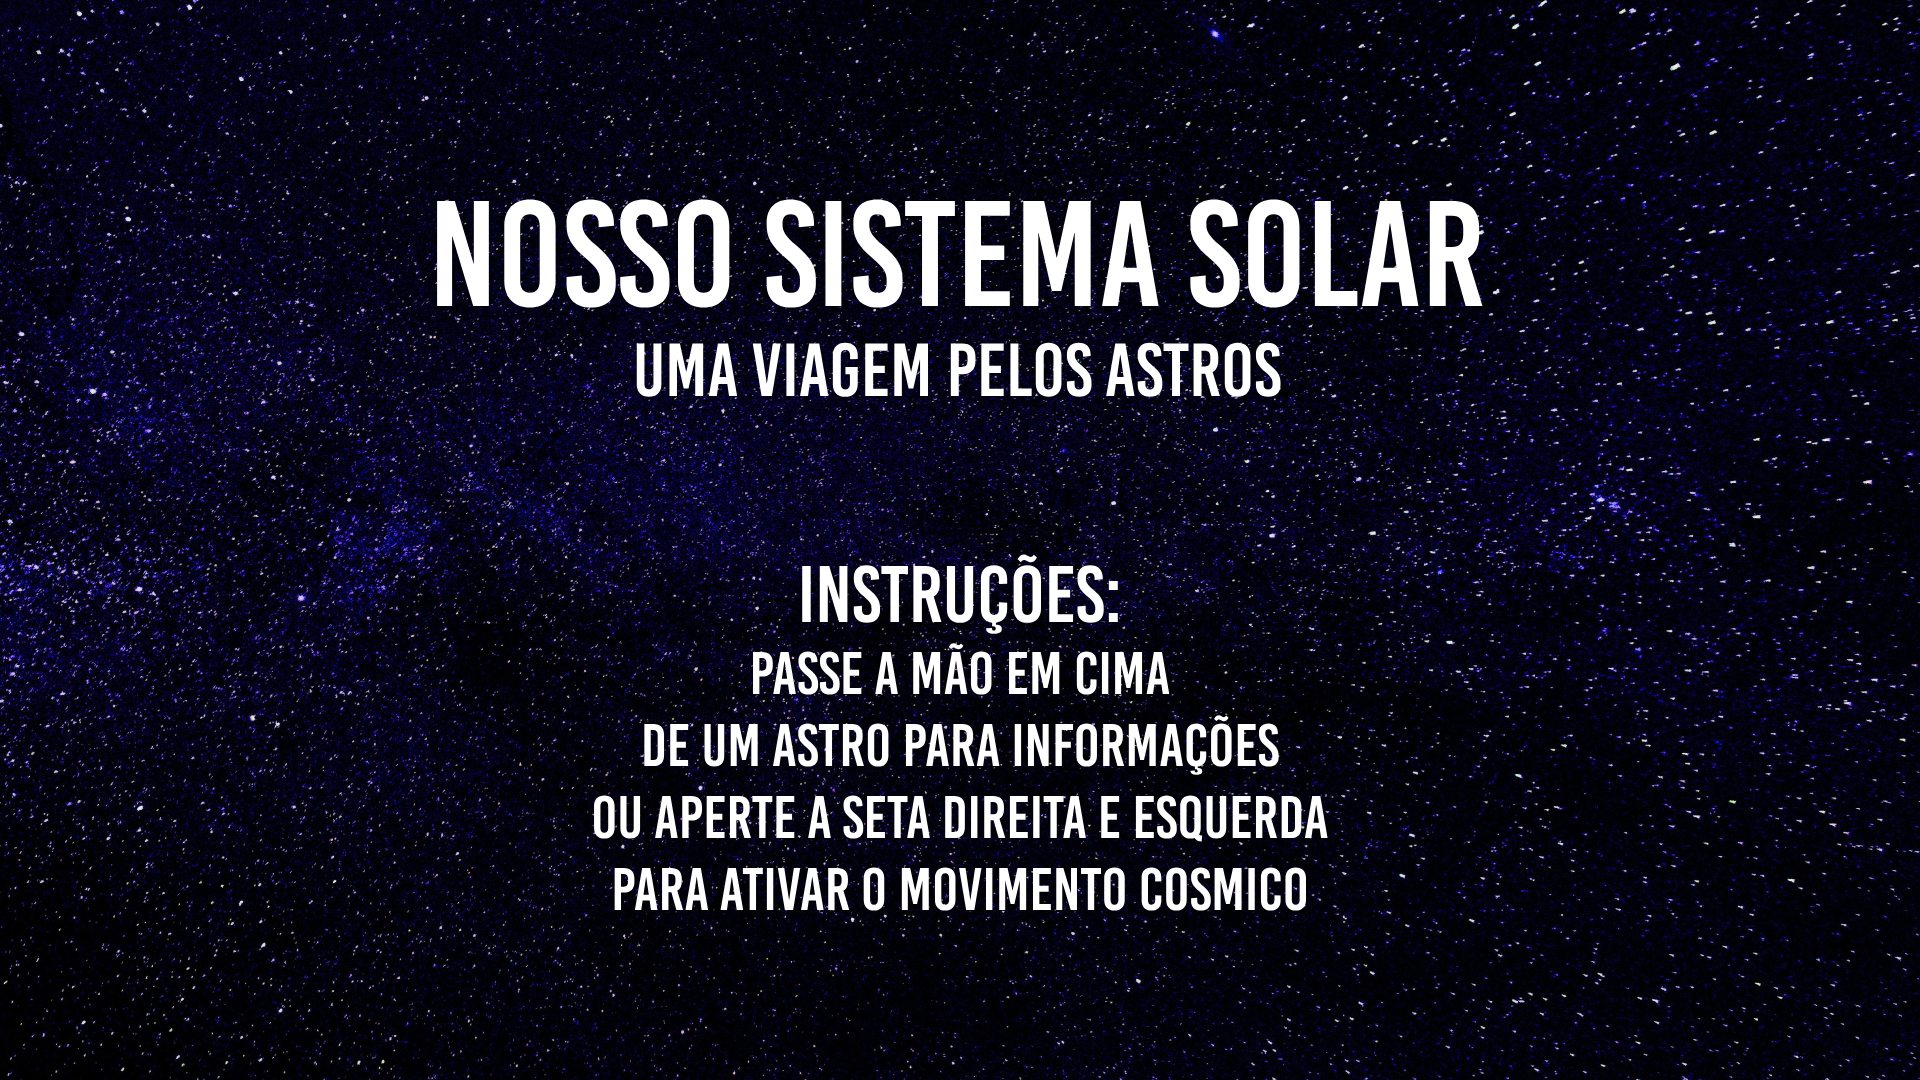 NOSSO SISTEMA SOLAR
UMA VIAGEM PELOS ASTROS
INSTRUÇÕES:
PASSE A MÃO EM CIMA
DE UM ASTRO PARA INFORMAÇÕES
OU APERTE A SETA DIREITA E ESQUERDA
PARA ATIVAR O MOVIMENTO COSMICO